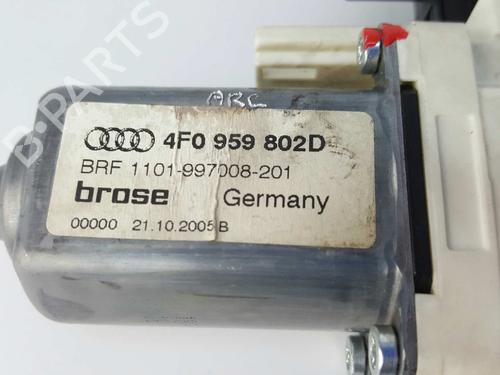 ARC
4F0 959 802D
BRF 1101-997008-201
brose Germany
00000 21.10.2005 B
B-PARTS